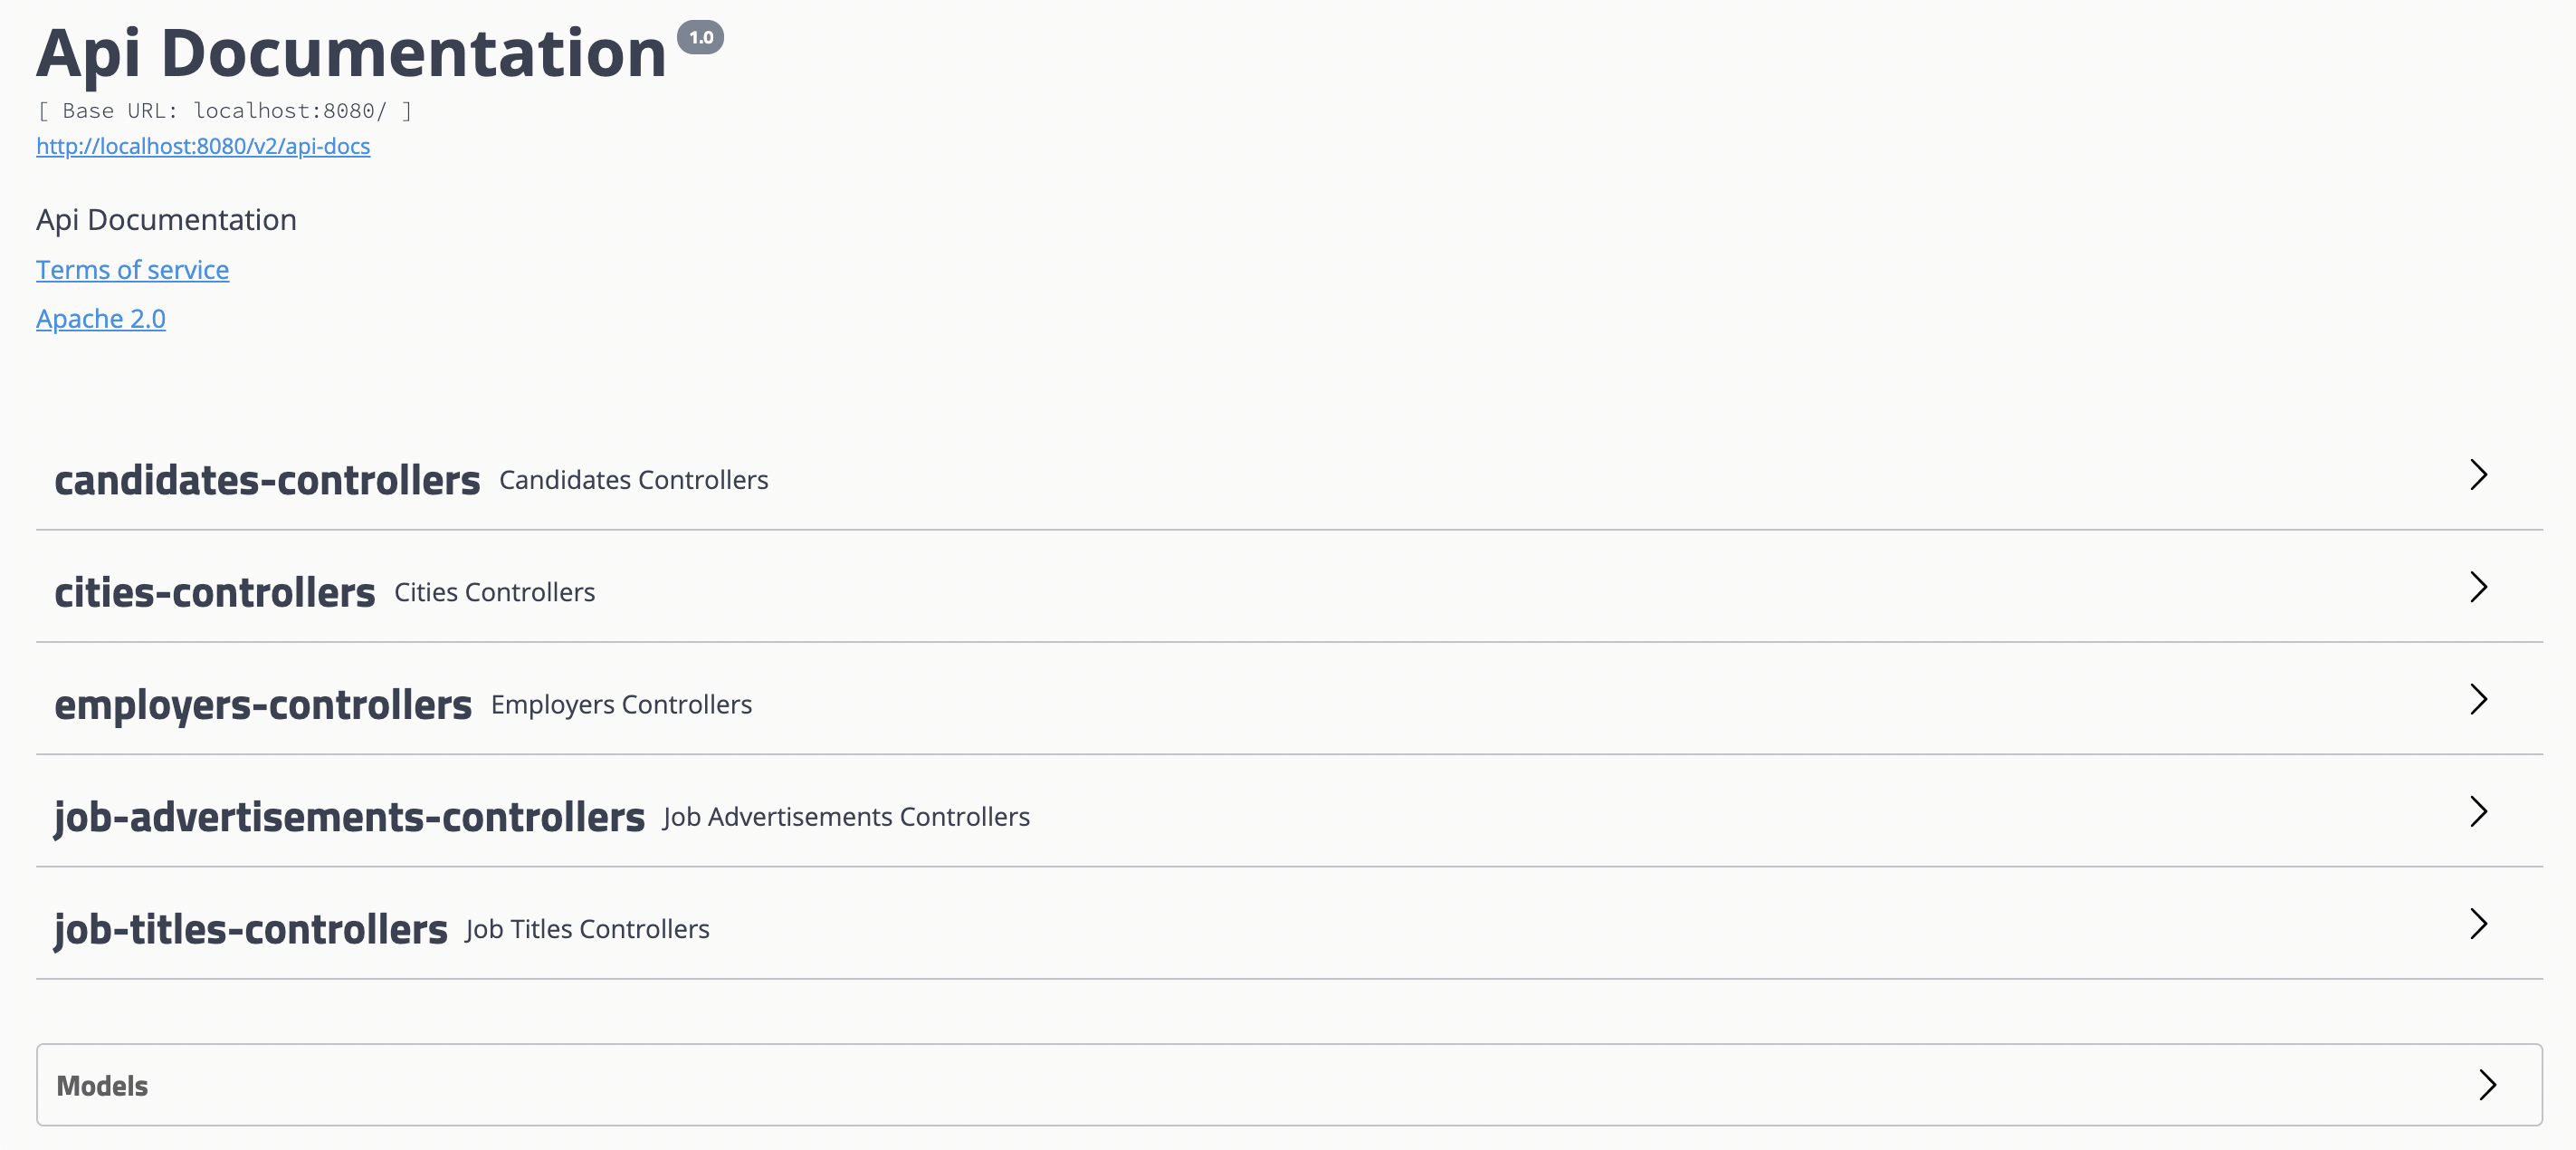 Api Documentation 1.0
[ Base URL: localhost:8080/ ]
http://localhost:8080/v2/api-docs
Api Documentation
Terms of service
Apache 2.0
candidates-controllers Candidates Controllers
cities-controllers Cities Controllers
employers-controllers Employers Controllers
job-advertisements-controllers Job Advertisements Controllers
job-titles-controllers Job Titles Controllers
Models